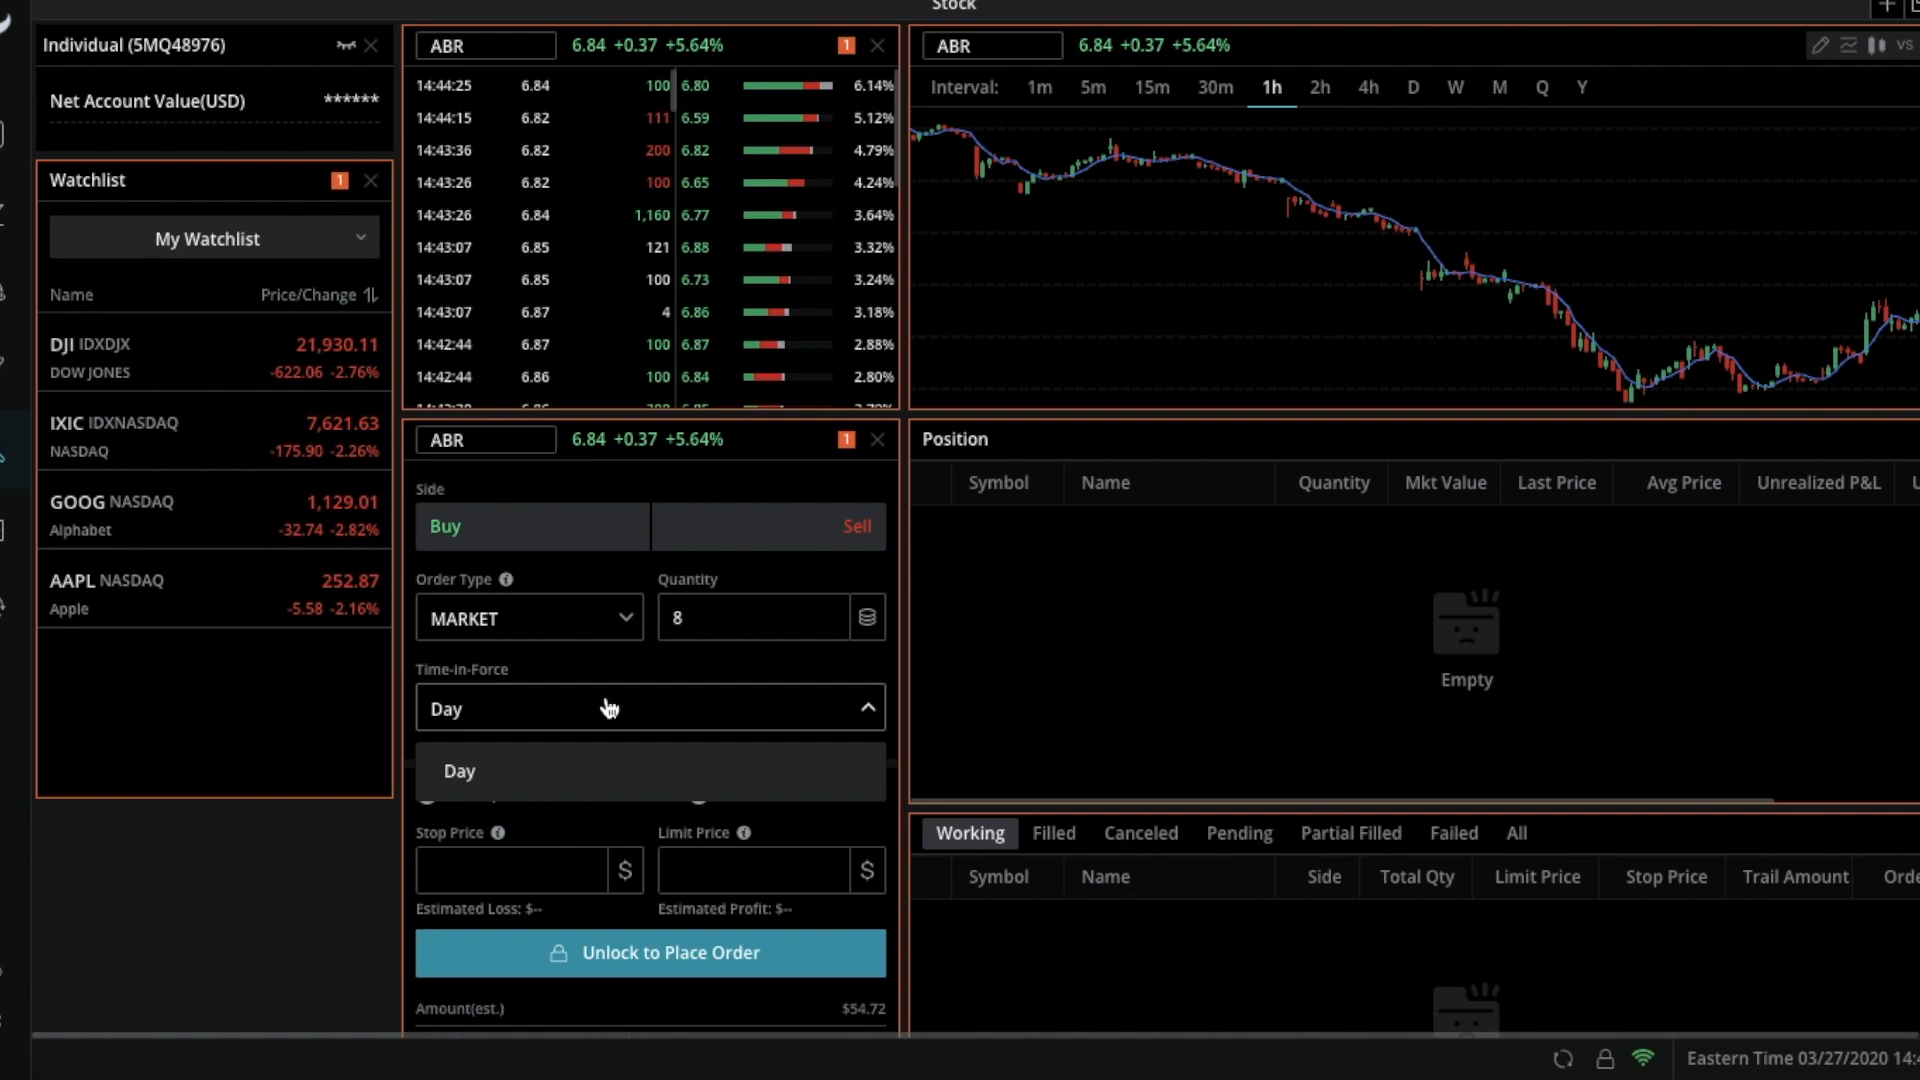 Stock
Individual (5MQ48976)
Net Account Value(USD) ******
Watchlist 1
My Watchlist
Name Price/Change
DJI IDXDJX 21,930.11
DOW JONES -622.06 -2.76%
IXIC IDXNASDAQ 7,621.63
NASDAQ -175.90 -2.26%
GOOG NASDAQ 1,129.01
Alphabet -32.74 -2.82%
AAPL NASDAQ 252.87
Apple -5.58 -2.16%
ABR 6.84 +0.37 +5.64% 1
14:44:25 6.84 100 6.80 6.14%
14:44:15 6.82 111 6.59 5.12%
14:43:36 6.82 200 6.82 4.79%
14:43:26 6.82 100 6.65 4.24%
14:43:26 6.84 1,160 6.77 3.64%
14:43:07 6.85 121 6.88 3.32%
14:43:07 6.85 100 6.73 3.24%
14:43:07 6.87 4 6.86 3.18%
14:42:44 6.87 100 6.87 2.88%
14:42:44 6.86 100 6.84 2.80%
ABR 6.84 +0.37 +5.64% 1
Side
Buy Sell
Order Type Quantity
MARKET 8
Time-in-Force
Day
Day
Stop Price Limit Price
$ $
Estimated Loss: $-- Estimated Profit: $--
Unlock to Place Order
Amount(est.) $54.72
ABR 6.84 +0.37 +5.64% VS
Interval: 1m 5m 15m 30m 1h 2h 4h D W M Q Y
Position
Symbol Name Quantity Mkt Value Last Price Avg Price Unrealized P&L
Empty
Working Filled Canceled Pending Partial Filled Failed All
Symbol Name Side Total Qty Limit Price Stop Price Trail Amount Orde
Eastern Time 03/27/2020 14:4